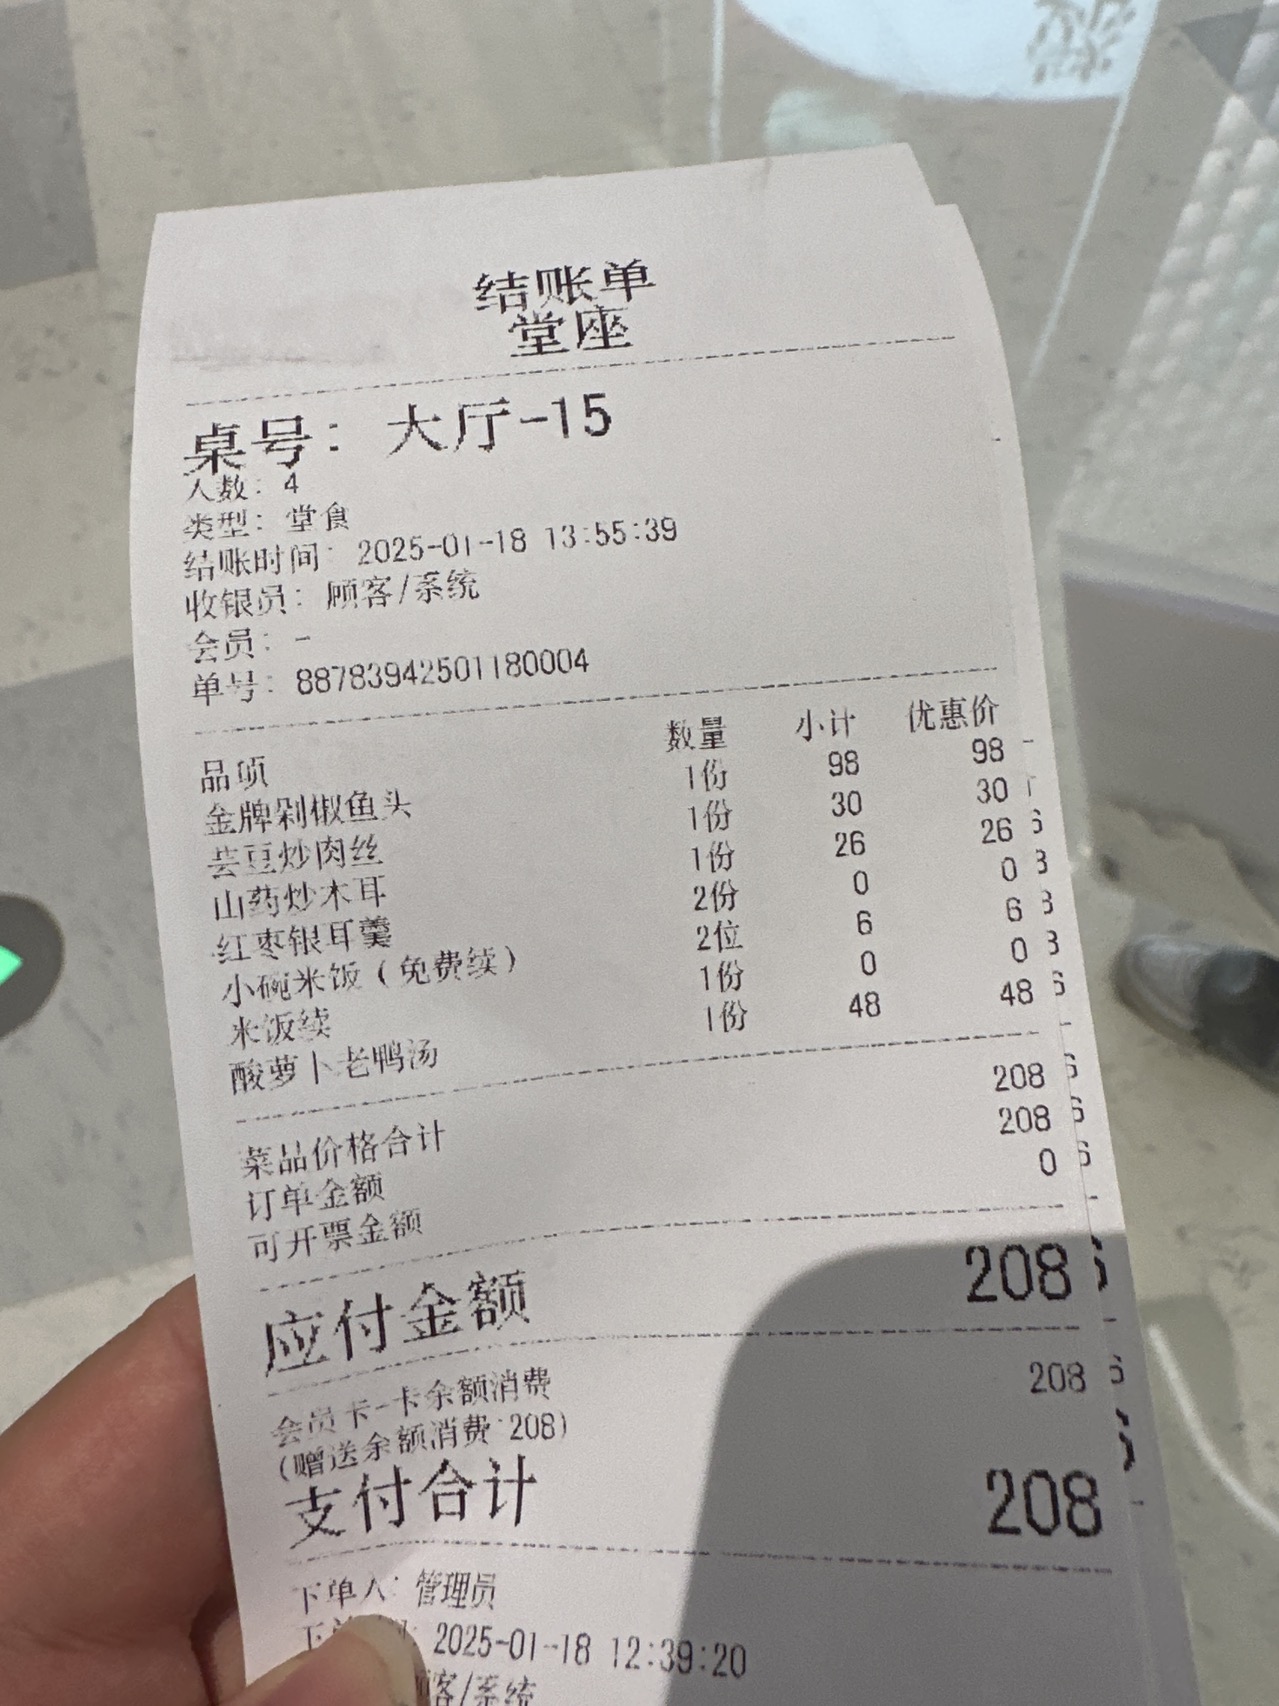 结账单
堂座
桌号：大厅-15
人数：4
类型：堂食
结账时间：2025-01-18 13:55:39
收银员：顾客/系统
会员：-
单号：88783942501180004
品项 数量 小计 优惠价
金牌剁椒鱼头 1份 98 98
芸豆炒肉丝 1份 30 30
山药炒木耳 1份 26 26
红枣银耳羹 2份 0 0
小碗米饭（免费续） 2位 6 6
米饭续 1份 0 0
酸萝卜老鸭汤 1份 48 48
菜品价格合计 208
订单金额 208
可开票金额 0
应付金额 208
会员卡-卡余额消费 208
(赠送余额消费 208)
支付合计 208
下单人：管理员
2025-01-18 12:39:20
顾客/系统